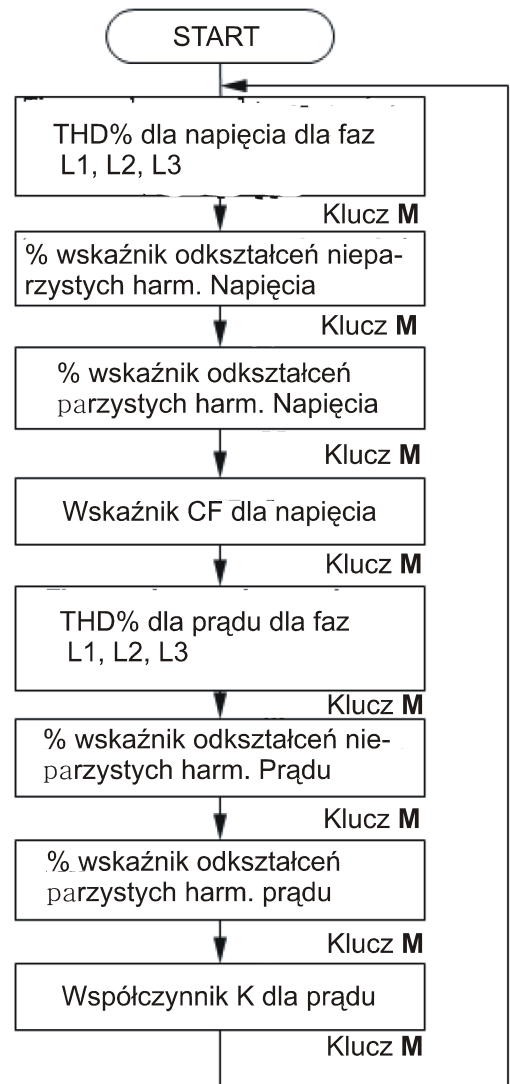 START
THD% dla napięcia dla faz
L1, L2, L3
Klucz M
% wskaźnik odkształceń niepa-
rzystych harm. Napięcia
Klucz M
% wskaźnik odkształceń
parzystych harm. Napięcia
Klucz M
Wskaźnik CF dla napięcia
Klucz M
THD% dla prądu dla faz
L1, L2, L3
Klucz M
% wskaźnik odkształceń nie-
parzystych harm. Prądu
Klucz M
% wskaźnik odkształceń
parzystych harm. prądu
Klucz M
Współczynnik K dla prądu
Klucz M